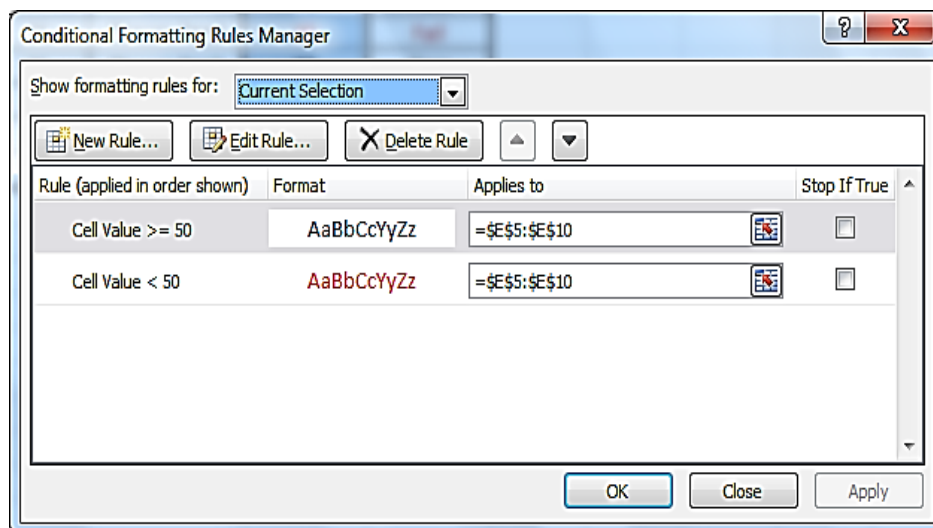 Conditional Formatting Rules Manager
Show formatting rules for: Current Selection
New Rule... Edit Rule... Delete Rule
Rule (applied in order shown) Format Applies to Stop If True
Cell Value >= 50 AaBbCcYyZz =$E$5:$E$10
Cell Value < 50 AaBbCcYyZz =$E$5:$E$10
OK Close Apply